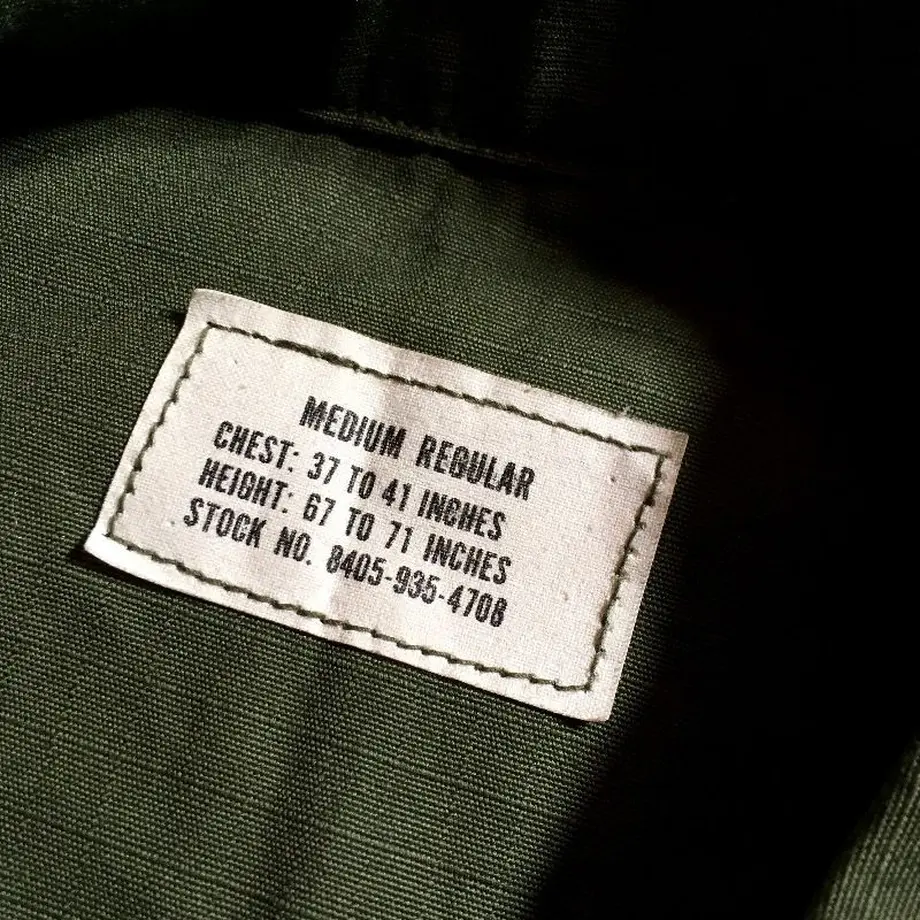 MEDIUM REGULAR
CHEST: 37 TO 41 INCHES
HEIGHT: 67 TO 71 INCHES
STOCK NO. 8405-935-4708